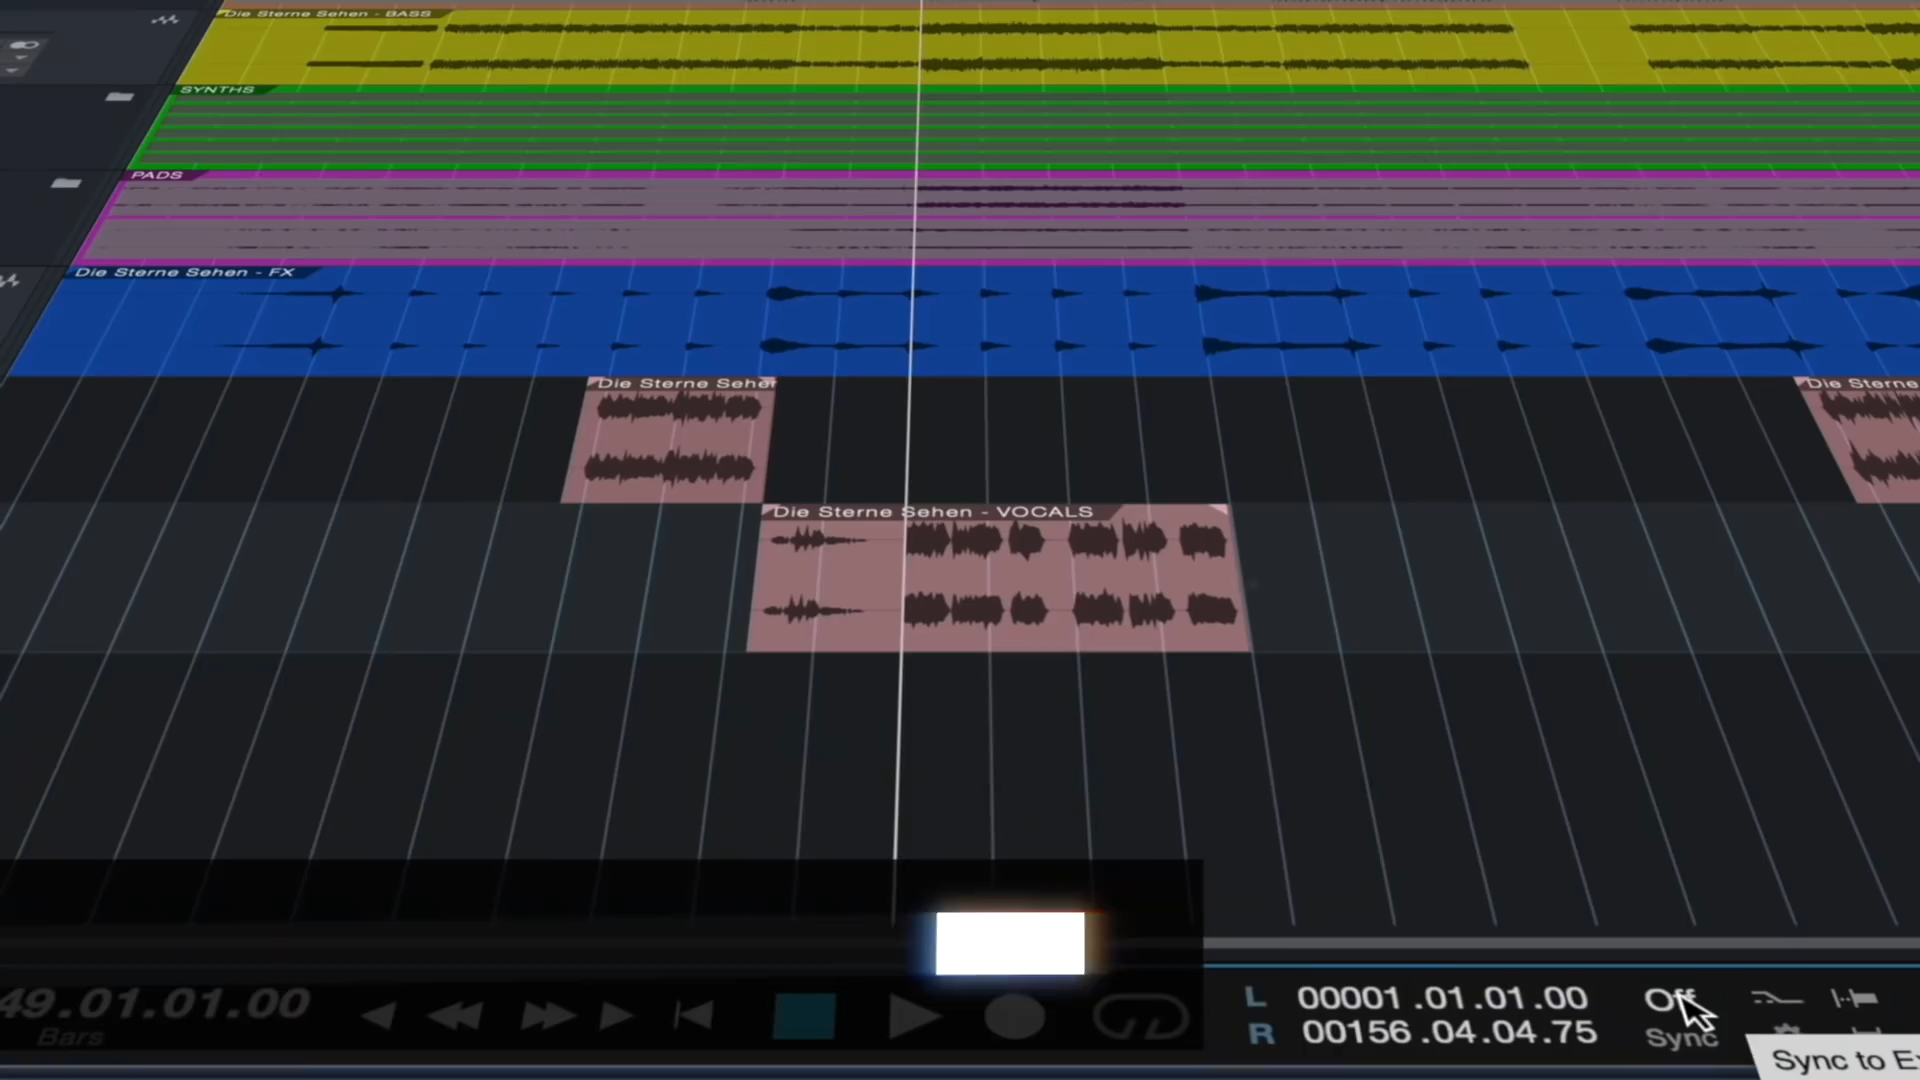 Die Sterne Sehen - BASS
SYNTHS
PADS
Die Sterne Sehen - FX
Die Sterne Seher
Die Sterne
Die Sterne Sehen - VOCALS
49.01.01.00
Bars
L 00001.01.01.00
R 00156.04.04.75
Off
Sync
Sync to E